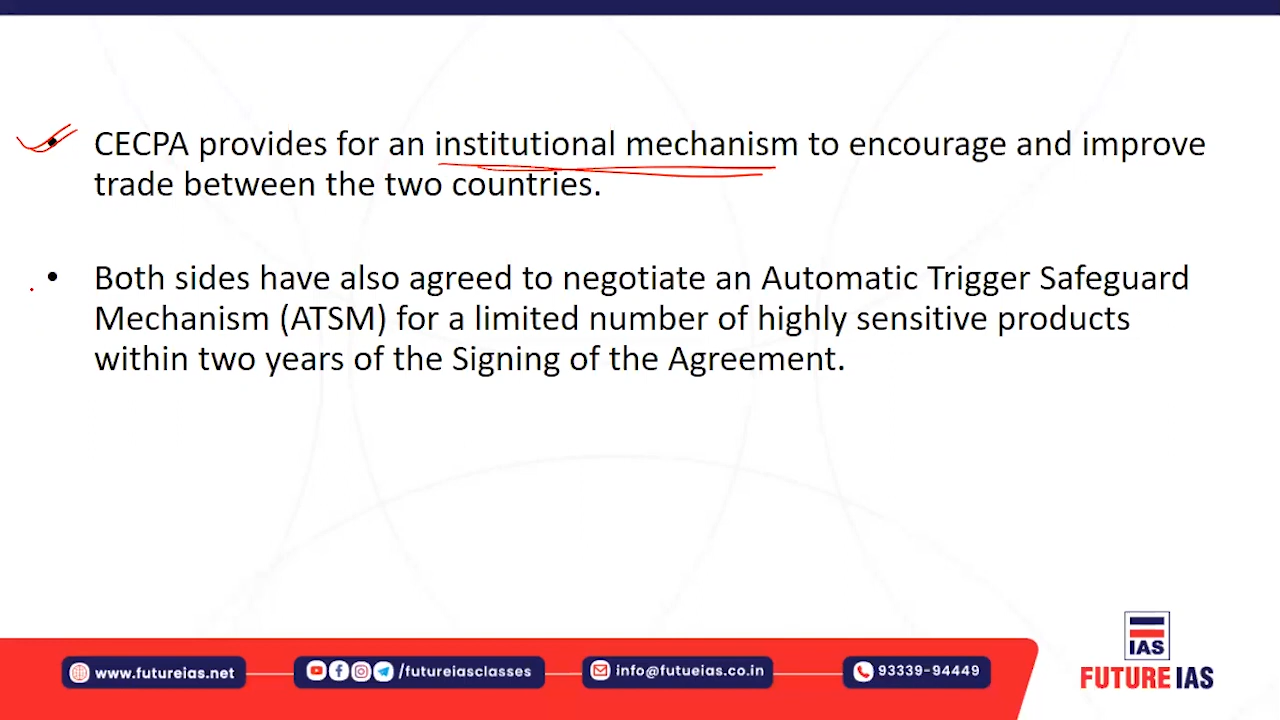 • CECPA provides for an institutional mechanism to encourage and improve
trade between the two countries.
• Both sides have also agreed to negotiate an Automatic Trigger Safeguard
Mechanism (ATSM) for a limited number of highly sensitive products
within two years of the Signing of the Agreement.
www.futureias.net
/futureiasclasses
info@futueias.co.in
93339-94449
IAS
FUTURE IAS